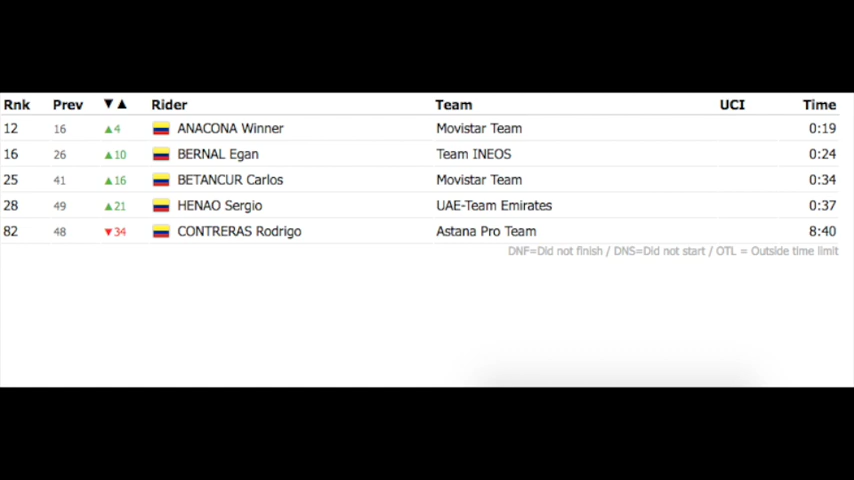 Rnk Prev ▼▲ Rider Team UCI Time
12 16 ▲4 ANACONA Winner Movistar Team 0:19
16 26 ▲10 BERNAL Egan Team INEOS 0:24
25 41 ▲16 BETANCUR Carlos Movistar Team 0:34
28 49 ▲21 HENAO Sergio UAE-Team Emirates 0:37
82 48 ▼34 CONTRERAS Rodrigo Astana Pro Team 8:40
DNF=Did not finish / DNS=Did not start / OTL = Outside time limit